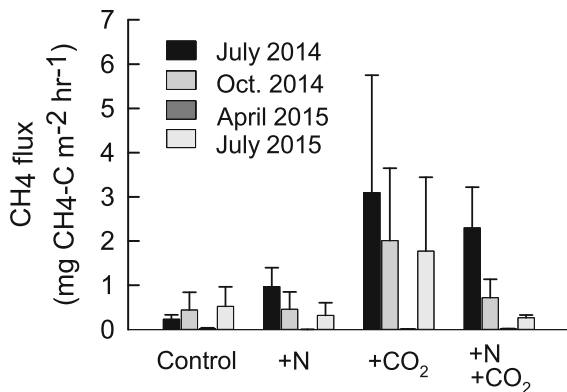 CH4 flux
(mg CH4-C m-2 hr-1)
7
6
5
4
3
2
1
0
July 2014
Oct. 2014
April 2015
July 2015
Control
+N
+CO2
+N
+CO2